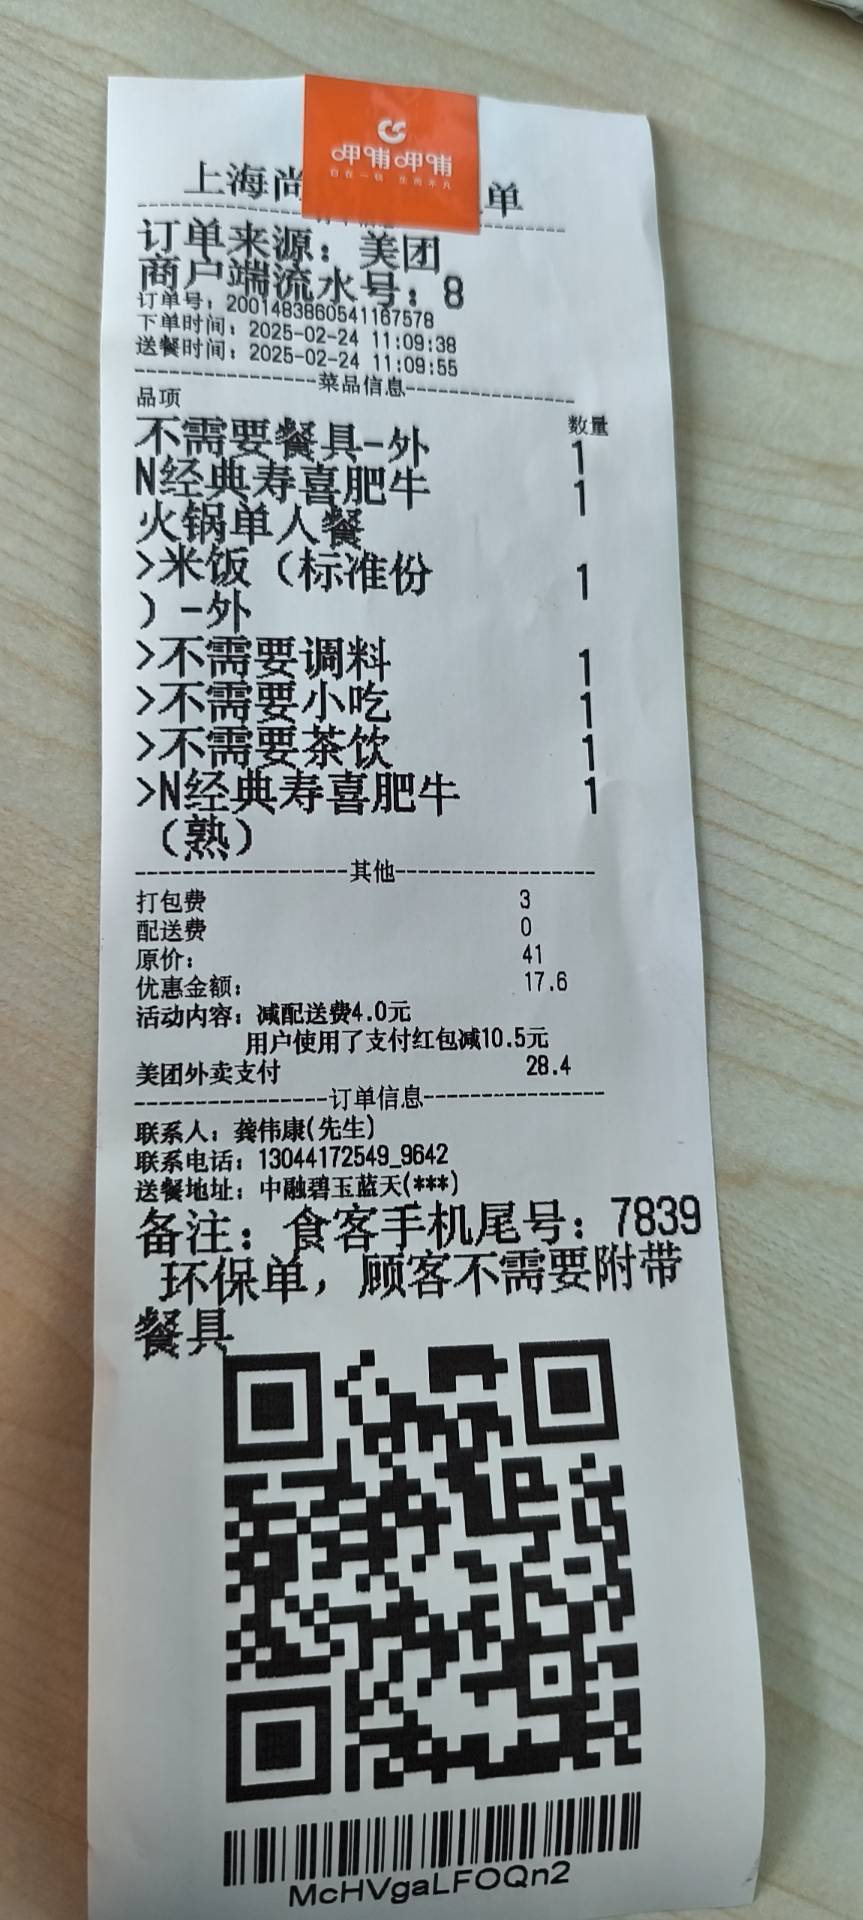 呷哺呷哺
上海尚 单
订单来源：美团
商户端流水号：8
订单号：2001483860541167578
下单时间：2025-02-24 11:09:38
送餐时间：2025-02-24 11:09:55
菜品信息
品项 数量
不需要餐具-外 1
N经典寿喜肥牛 1
火锅单人餐
>米饭（标准份 1
）-外
>不需要调料 1
>不需要小吃 1
>不需要茶饮 1
>N经典寿喜肥牛 1
（熟）
其他
打包费 3
配送费 0
原价： 41
优惠金额： 17.6
活动内容：减配送费4.0元
用户使用了支付红包减10.5元
美团外卖支付 28.4
订单信息
联系人：龚伟康(先生)
联系电话：13044172549_9642
送餐地址：中融碧玉蓝天(***)
备注：食客手机尾号：7839
环保单，顾客不需要附带
餐具
McHVgaLFOQn2